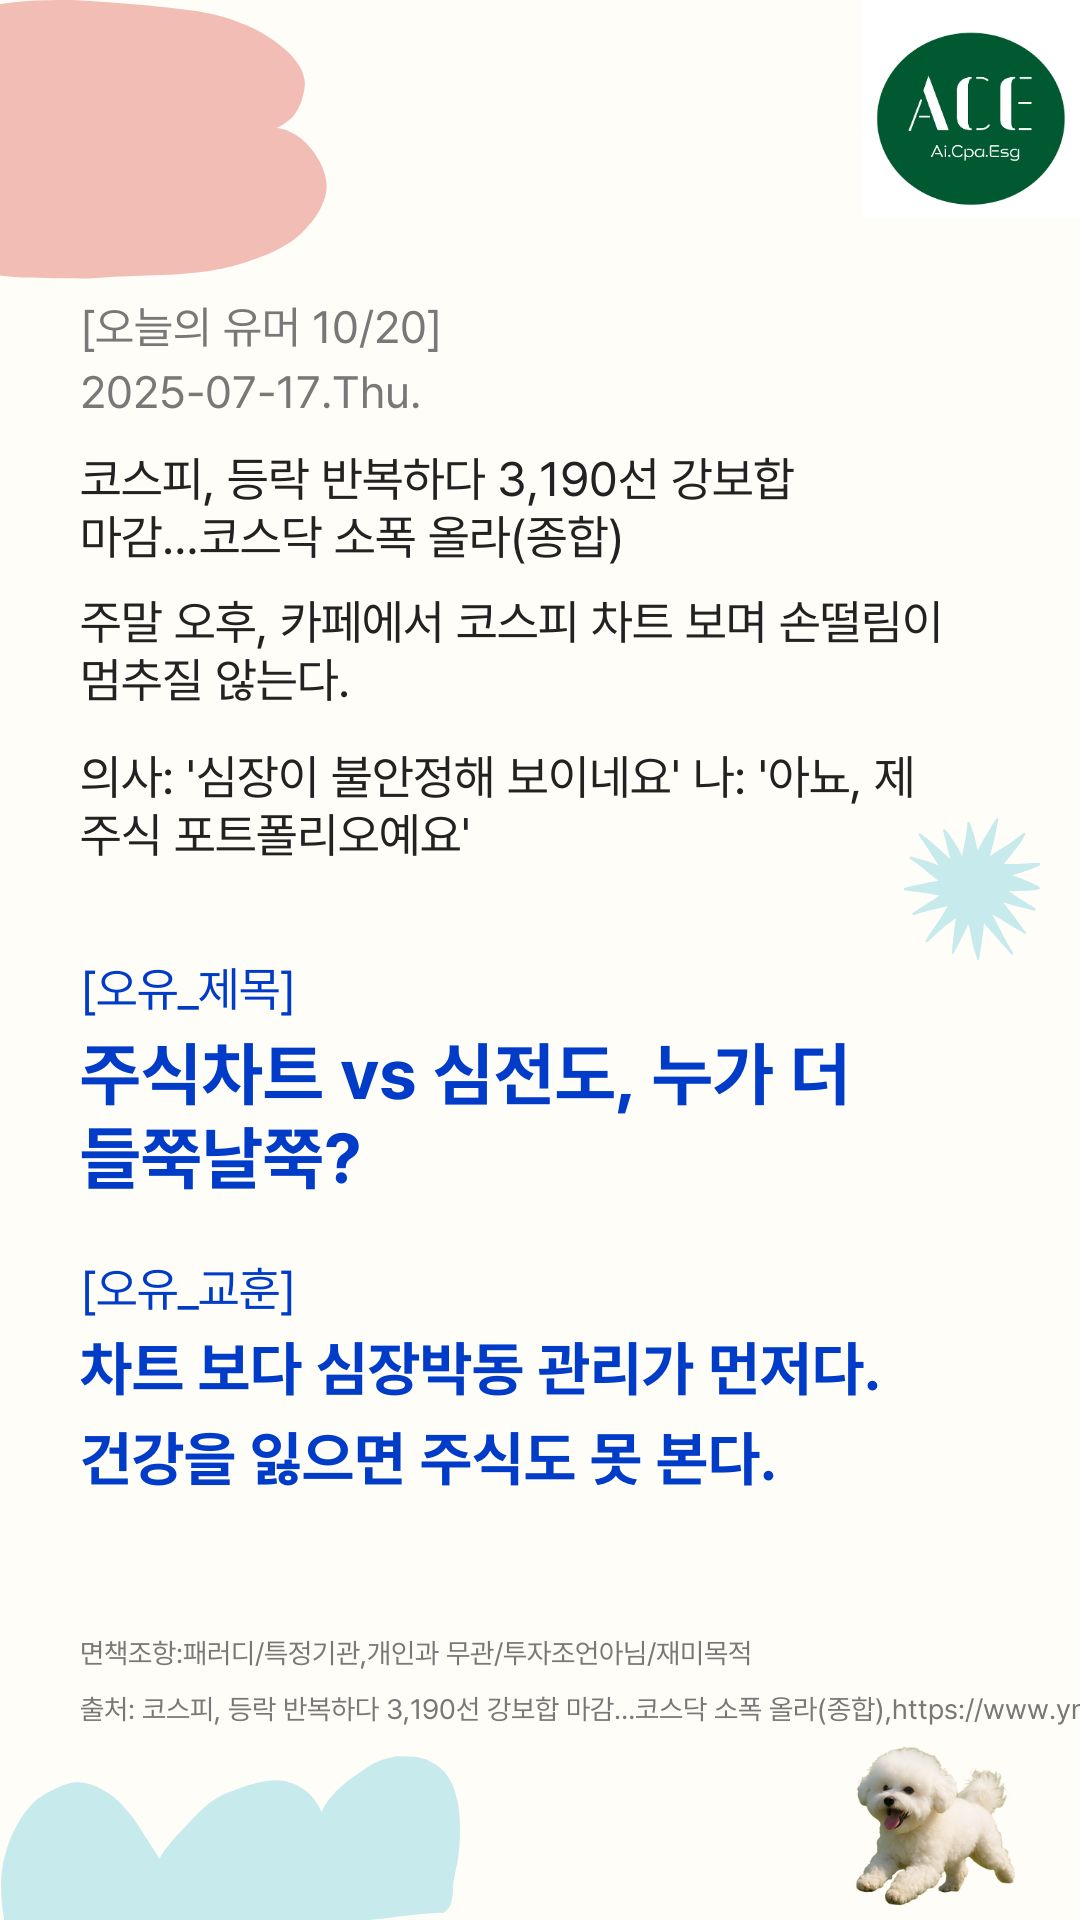 ACE
Ai.Cpa.Esg
[오늘의 유머 10/20]
2025-07-17.Thu.
코스피, 등락 반복하다 3,190선 강보합
마감...코스닥 소폭 올라(종합)
주말 오후, 카페에서 코스피 차트 보며 손떨림이
멈추질 않는다.
의사: '심장이 불안정해 보이네요' 나: '아뇨, 제
주식 포트폴리오예요'
[오유_제목]
주식차트 vs 심전도, 누가 더
들쭉날쭉?
[오유_교훈]
차트 보다 심장박동 관리가 먼저다.
건강을 잃으면 주식도 못 본다.
면책조항:패러디/특정기관,개인과 무관/투자조언아님/재미목적
출처: 코스피, 등락 반복하다 3,190선 강보합 마감...코스닥 소폭 올라(종합),https://www.yn